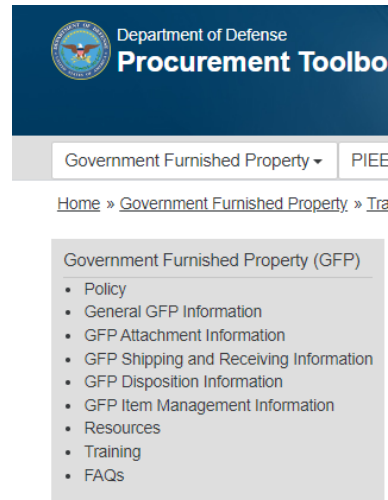 Department of Defense
Procurement Toolbo
Government Furnished Property
PIEE
Home » Government Furnished Property » Tra
Government Furnished Property (GFP)
• Policy
• General GFP Information
• GFP Attachment Information
• GFP Shipping and Receiving Information
• GFP Disposition Information
• GFP Item Management Information
• Resources
• Training
• FAQs